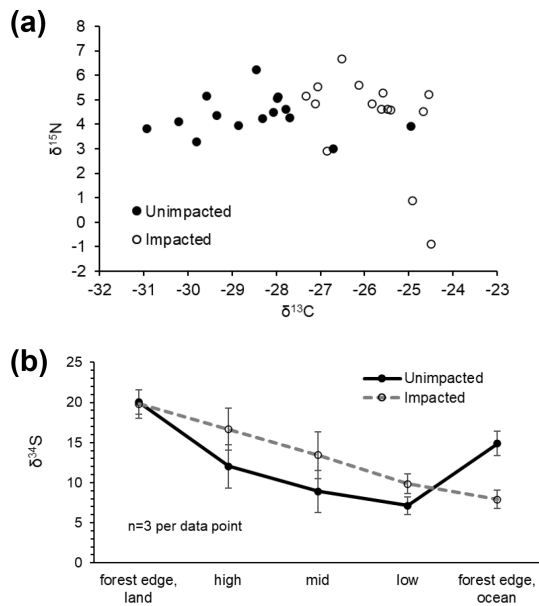 (a)
8
7
6
5
4
3
2
1
0
-1
-2
δ¹⁵N
Unimpacted
Impacted
-32 -31 -30 -29 -28 -27 -26 -25 -24 -23
δ¹³C
(b)
25
20
15
10
5
0
δ³⁴S
Unimpacted
Impacted
n=3 per data point
forest edge, high mid low forest edge,
land ocean